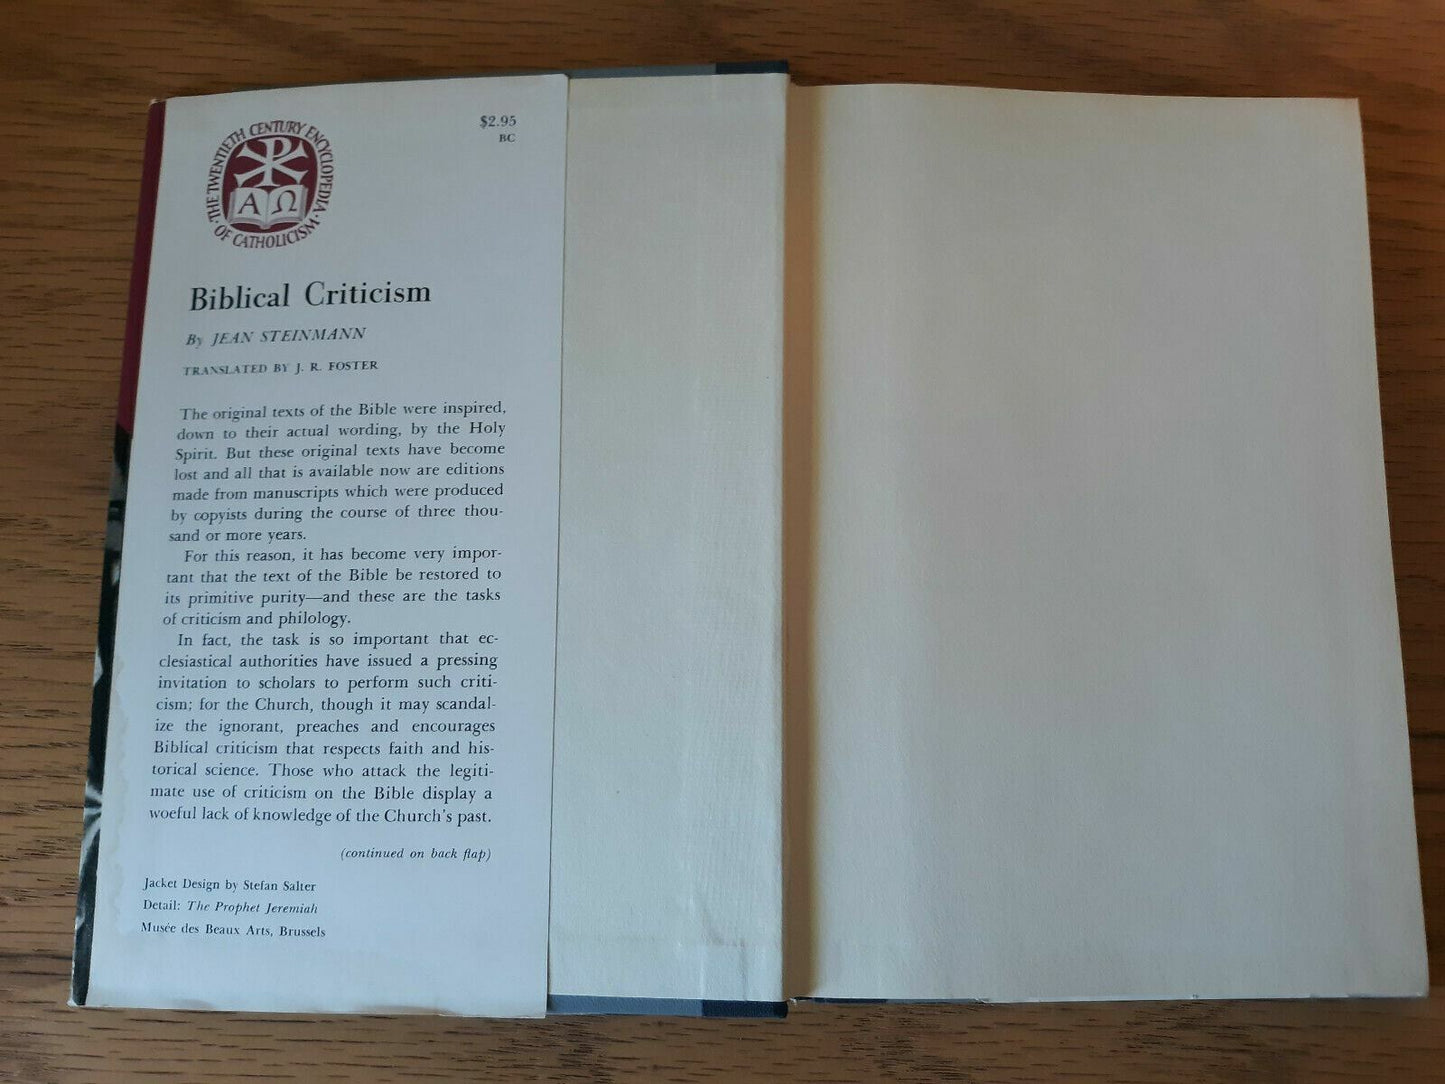 THE TWENTIETH CENTURY ENCYCLOPEDIA
· OF CATHOLICISM ·
Α Ω
$2.95
BC
Biblical Criticism
By JEAN STEINMANN
TRANSLATED BY J. R. FOSTER
The original texts of the Bible were inspired,
down to their actual wording, by the Holy
Spirit. But these original texts have become
lost and all that is available now are editions
made from manuscripts which were produced
by copyists during the course of three thou-
sand or more years.
For this reason, it has become very impor-
tant that the text of the Bible be restored to
its primitive purity—and these are the tasks
of criticism and philology.
In fact, the task is so important that ec-
clesiastical authorities have issued a pressing
invitation to scholars to perform such criti-
cism; for the Church, though it may scandal-
ize the ignorant, preaches and encourages
Biblical criticism that respects faith and his-
torical science. Those who attack the legiti-
mate use of criticism on the Bible display a
woeful lack of knowledge of the Church's past.
(continued on back flap)
Jacket Design by Stefan Salter
Detail: The Prophet Jeremiah
Musée des Beaux Arts, Brussels